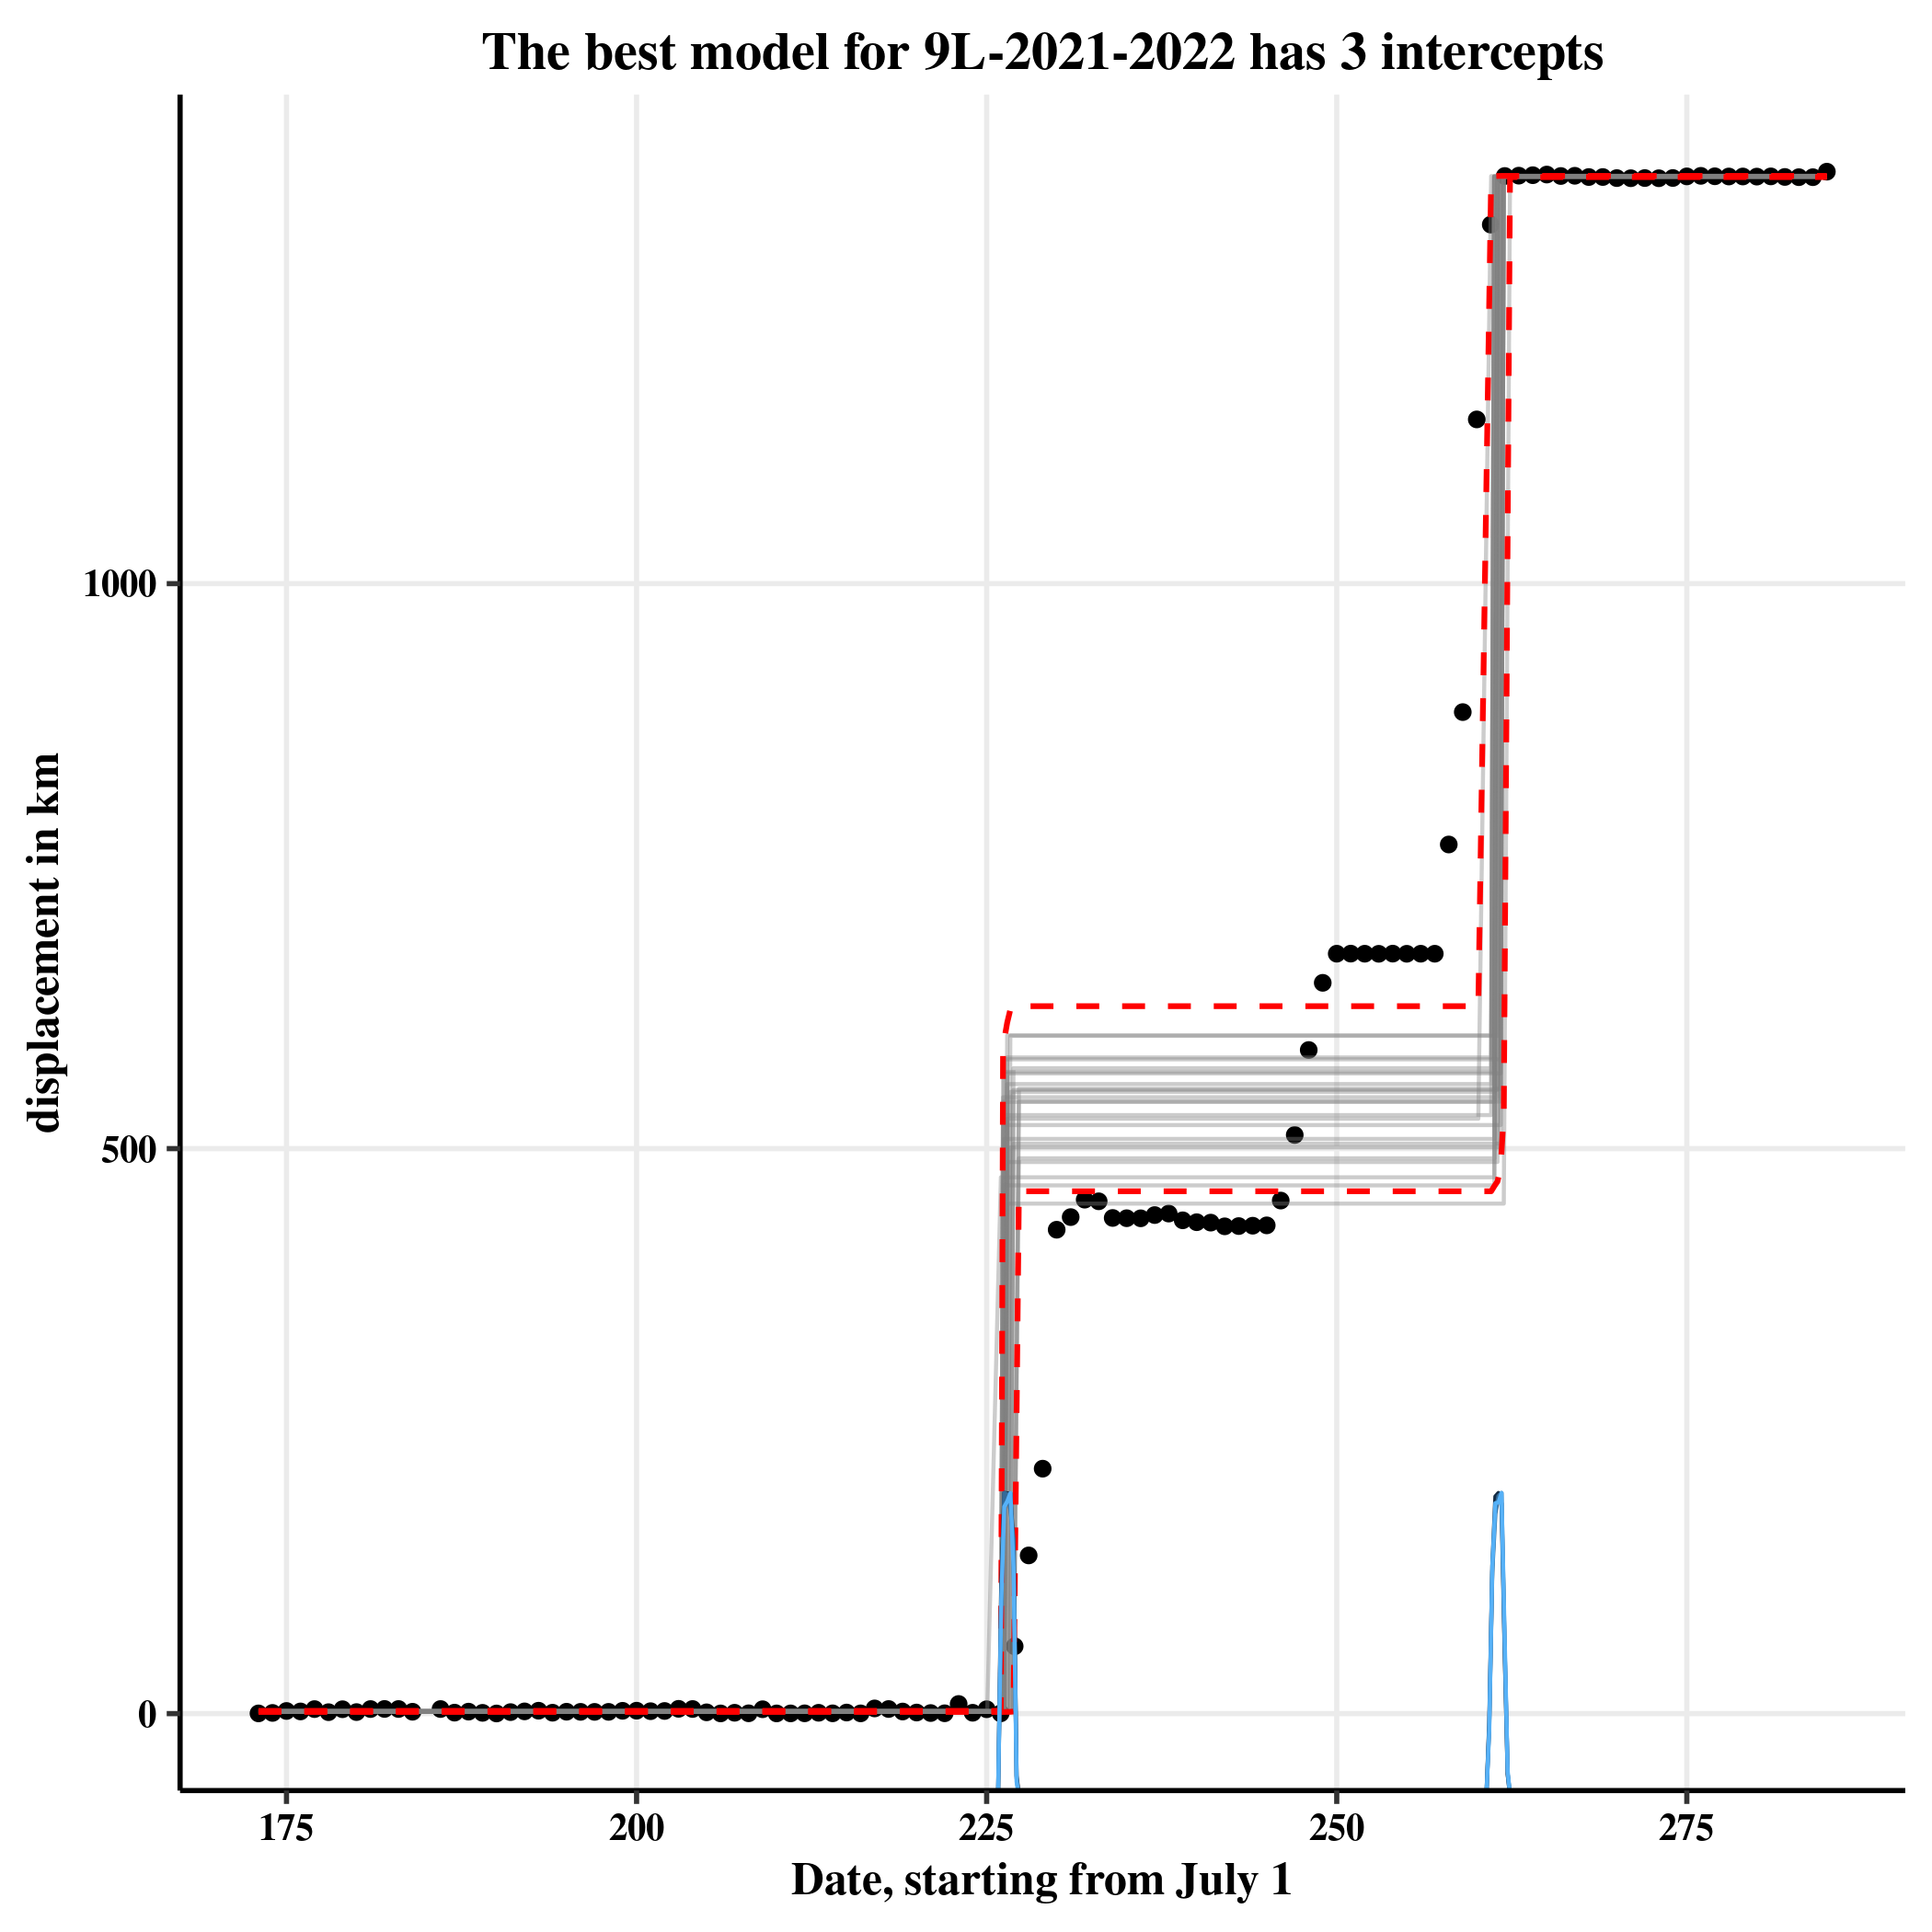 The best model for 9L-2021-2022 has 3 intercepts
displacement in km
1000
500
0
175 200 225 250 275
Date, starting from July 1